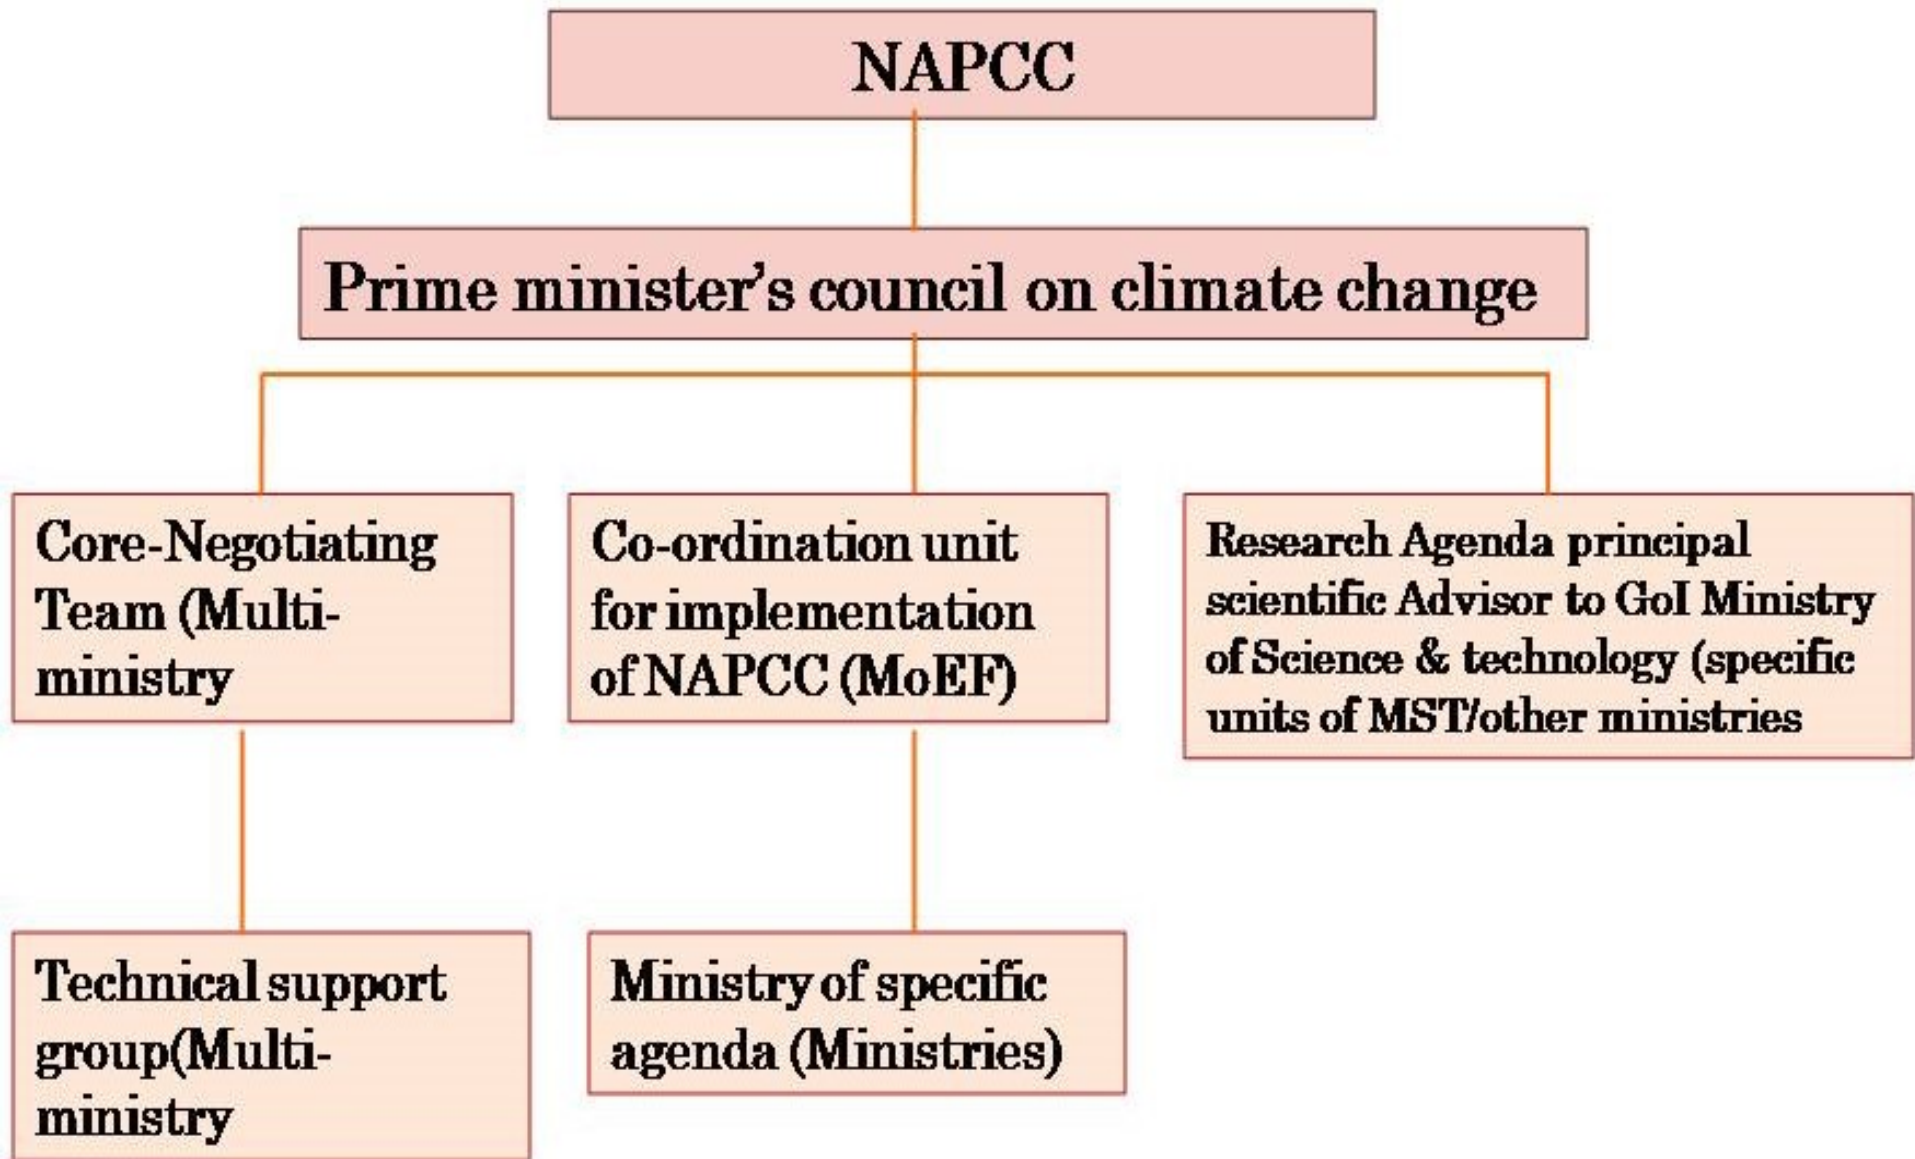 NAPCC
Prime minister's council on climate change
Core-Negotiating
Team (Multi-
ministry
Co-ordination unit
for implementation
of NAPCC (MoEF)
Research Agenda principal
scientific Advisor to GoI Ministry
of Science & technology (specific
units of MST/other ministries
Technical support
group(Multi-
ministry
Ministry of specific
agenda (Ministries)